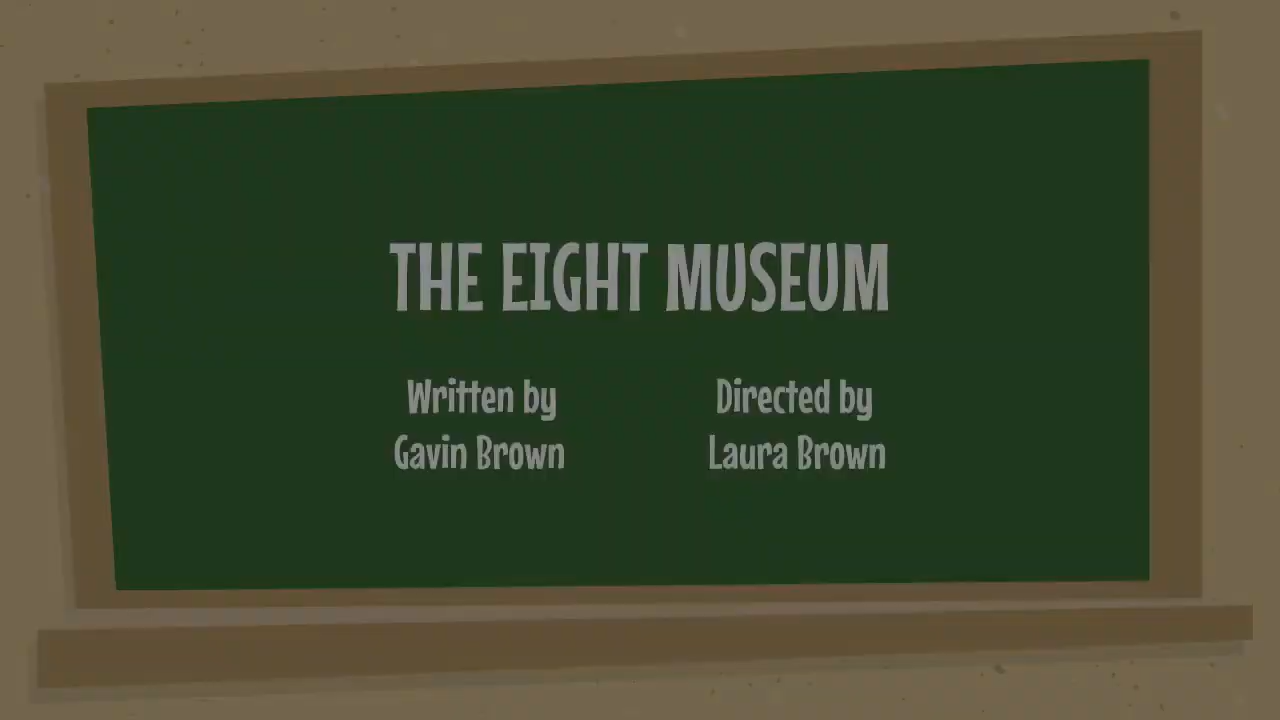 THE EIGHT MUSEUM
Written by
Gavin Brown
Directed by
Laura Brown